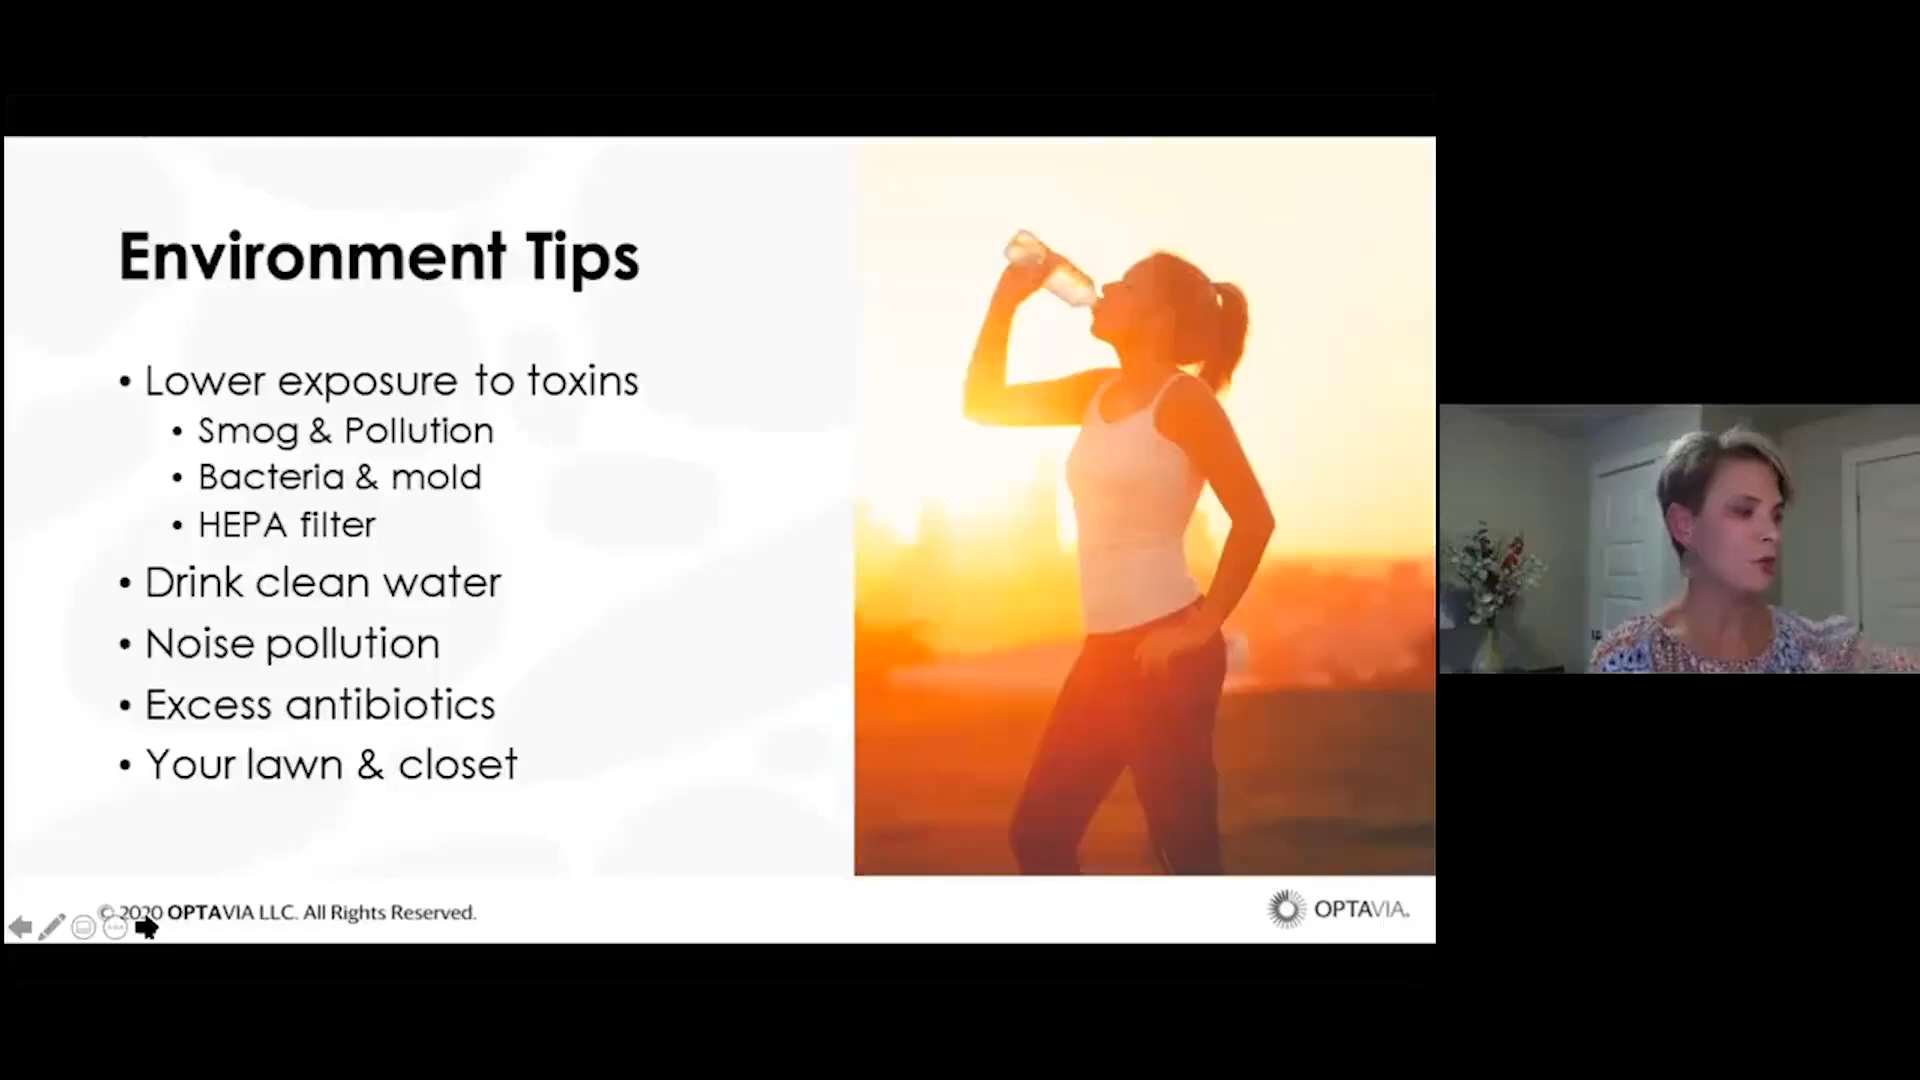 Environment Tips
• Lower exposure to toxins
• Smog & Pollution
• Bacteria & mold
• HEPA filter
• Drink clean water
• Noise pollution
• Excess antibiotics
• Your lawn & closet
© 2020 OPTAVIA LLC. All Rights Reserved.
OPTAVIA.